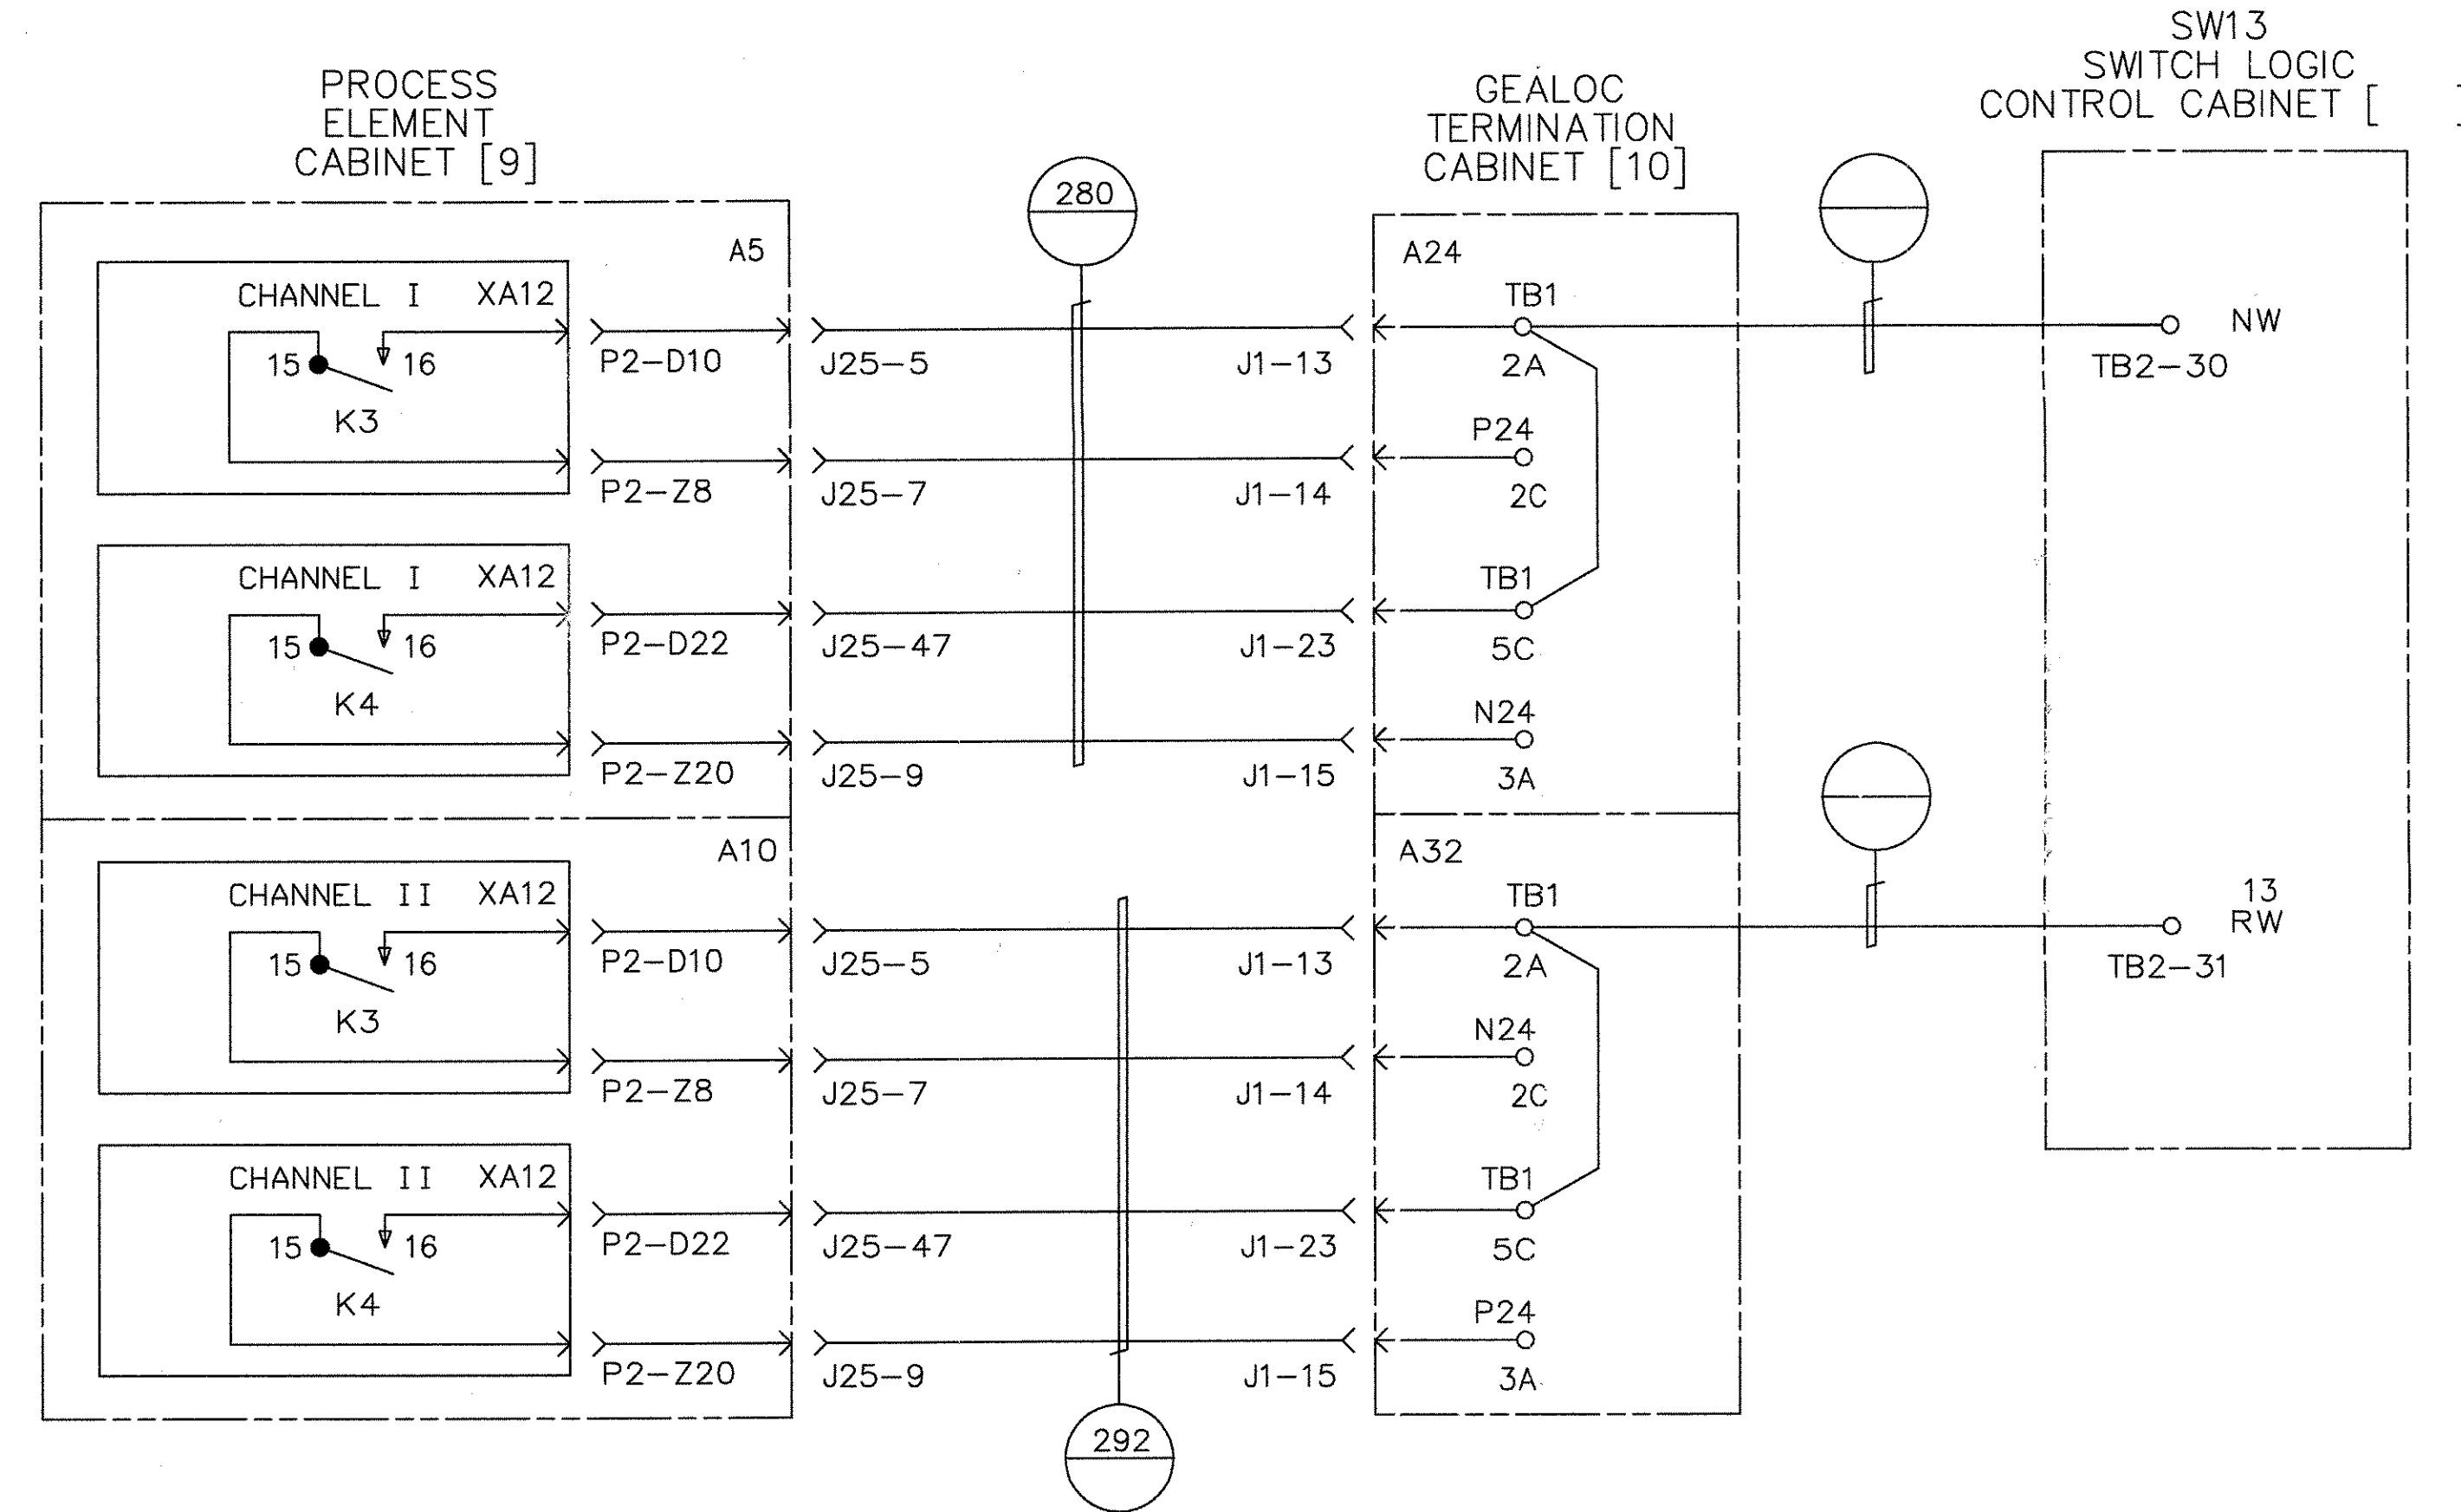 PROCESS
ELEMENT
CABINET [9]
GEALOC
TERMINATION
CABINET [10]
SW13
SWITCH LOGIC
CONTROL CABINET [ ]
280
A5
A24
CHANNEL I XA12
15 16
K3
P2-D10
J25-5
J1-13
TB1
2A
NW
TB2-30
P2-Z8
J25-7
J1-14
P24
2C
CHANNEL I XA12
15 16
K4
P2-D22
J25-47
J1-23
TB1
5C
P2-Z20
J25-9
J1-15
N24
3A
A10
A32
CHANNEL II XA12
15 16
K3
P2-D10
J25-5
J1-13
TB1
2A
13
RW
TB2-31
P2-Z8
J25-7
J1-14
N24
2C
CHANNEL II XA12
15 16
K4
P2-D22
J25-47
J1-23
TB1
5C
P2-Z20
J25-9
J1-15
P24
3A
292